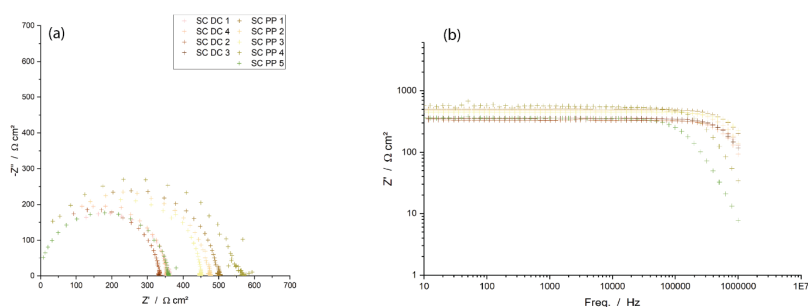 (a)
SC DC 1
SC DC 4
SC DC 2
SC DC 3
SC PP 1
SC PP 2
SC PP 3
SC PP 4
SC PP 5
700
600
500
400
300
200
100
0
-Z'' / Ω cm²
0 100 200 300 400 500 600 700
Z' / Ω cm²
(b)
1000
100
10
1
Z' / Ω cm²
10 100 1000 10000 100000 1000000 1E7
Freq. / Hz